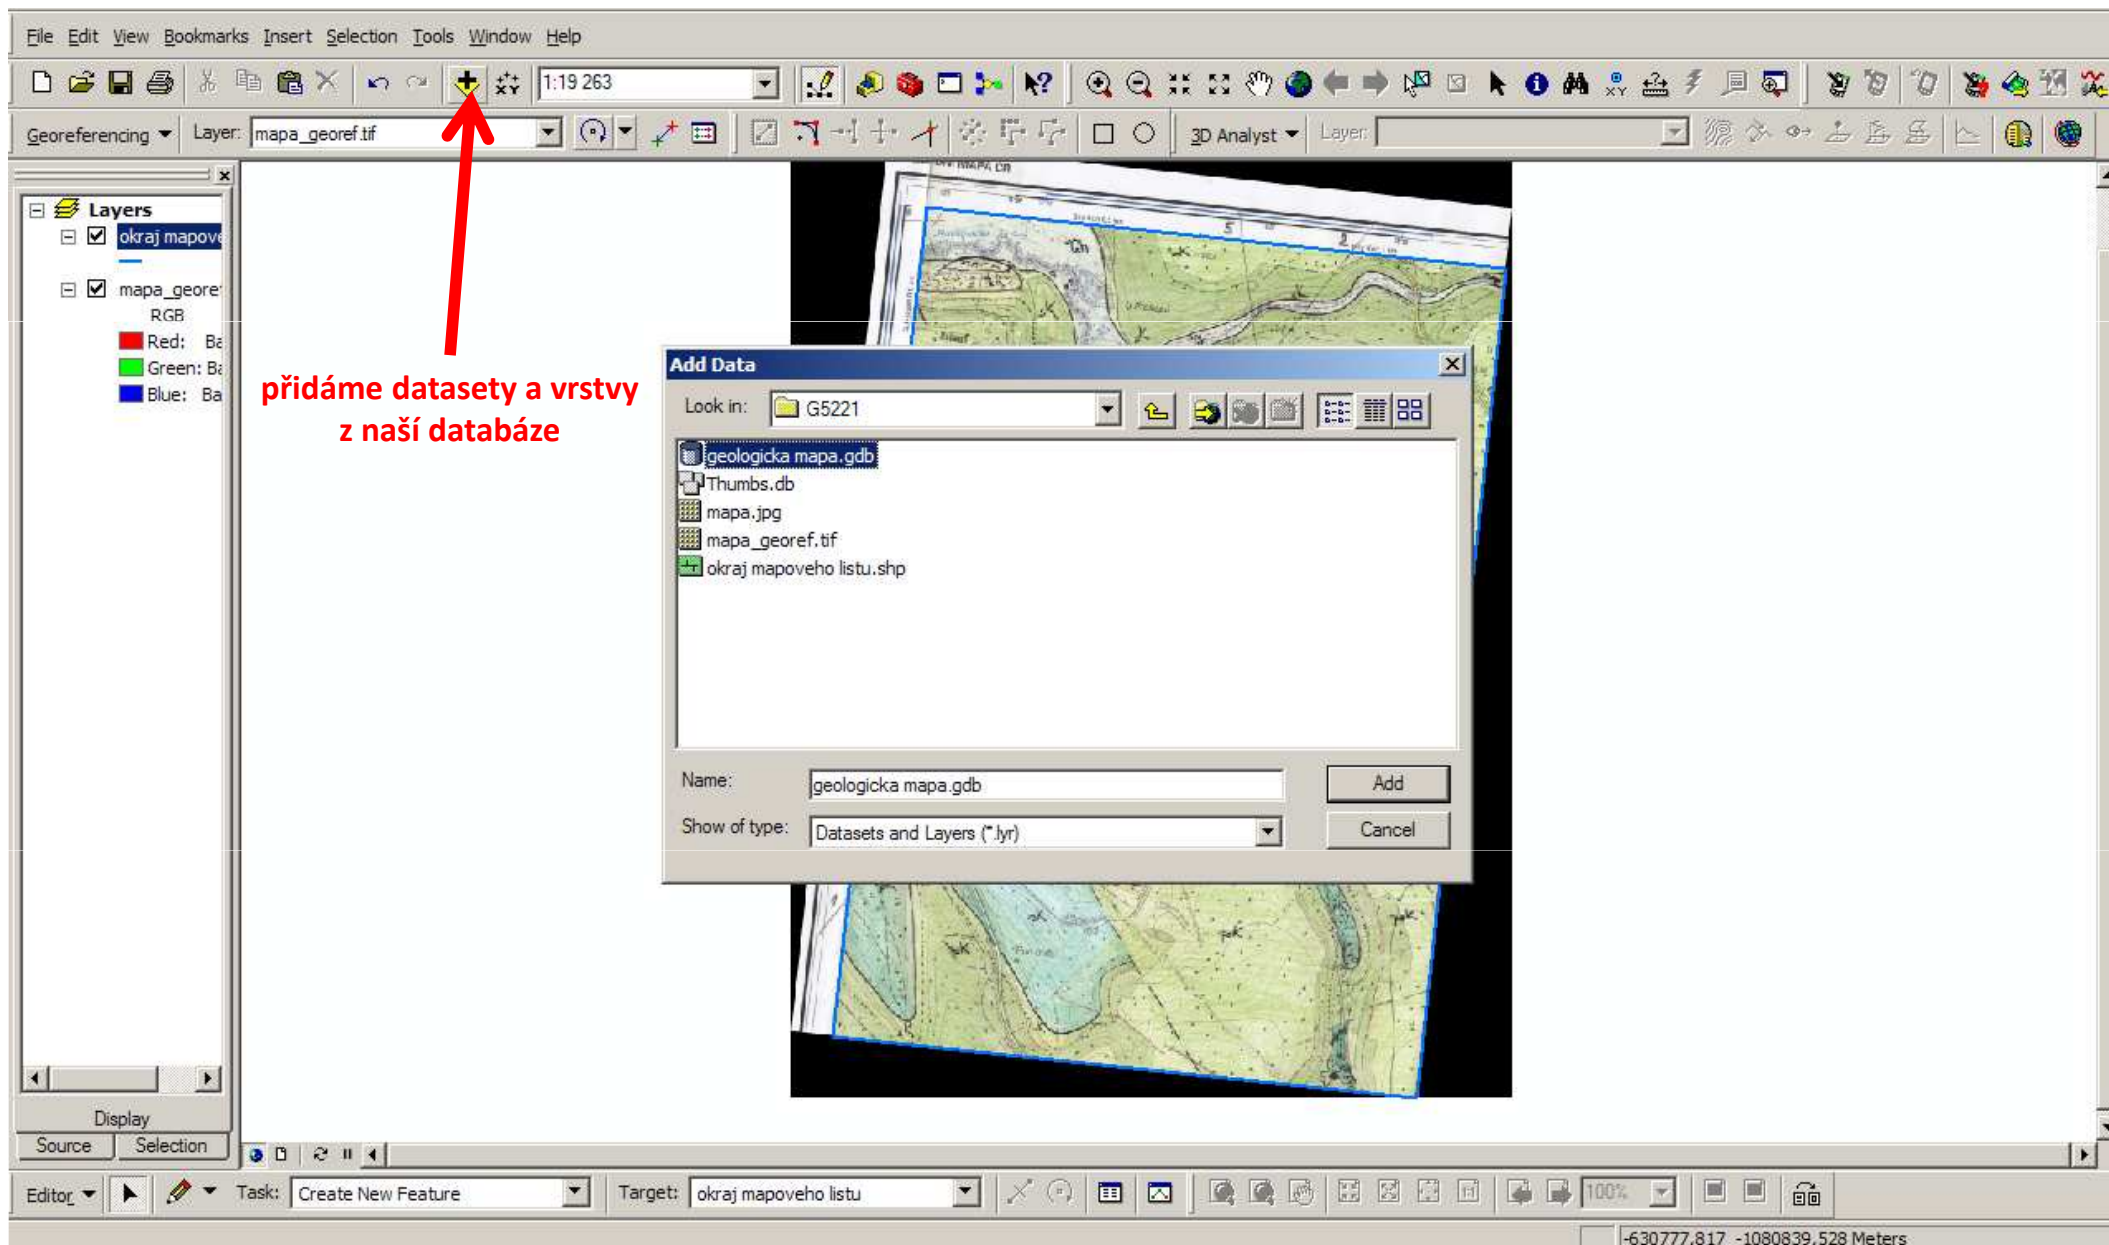 File Edit View Bookmarks Insert Selection Tools Window Help
1:19 263
Georeferencing Layer: mapa_georef.tif 3D Analyst Layer:
Layers
okraj mapove
mapa_georef
RGB
Red: Ba
Green: Ba
Blue: Ba
přidáme datasety a vrstvy
z naší databáze
MAPA ČR
Add Data
Look in: G5221
geologicka mapa.gdb
Thumbs.db
mapa.jpg
mapa_georef.tif
okraj mapoveho listu.shp
Name: geologicka mapa.gdb Add
Show of type: Datasets and Layers (*.lyr) Cancel
Display
Source Selection
Editor Task: Create New Feature Target: okraj mapoveho listu 100%
-630777,817 -1080839,528 Meters